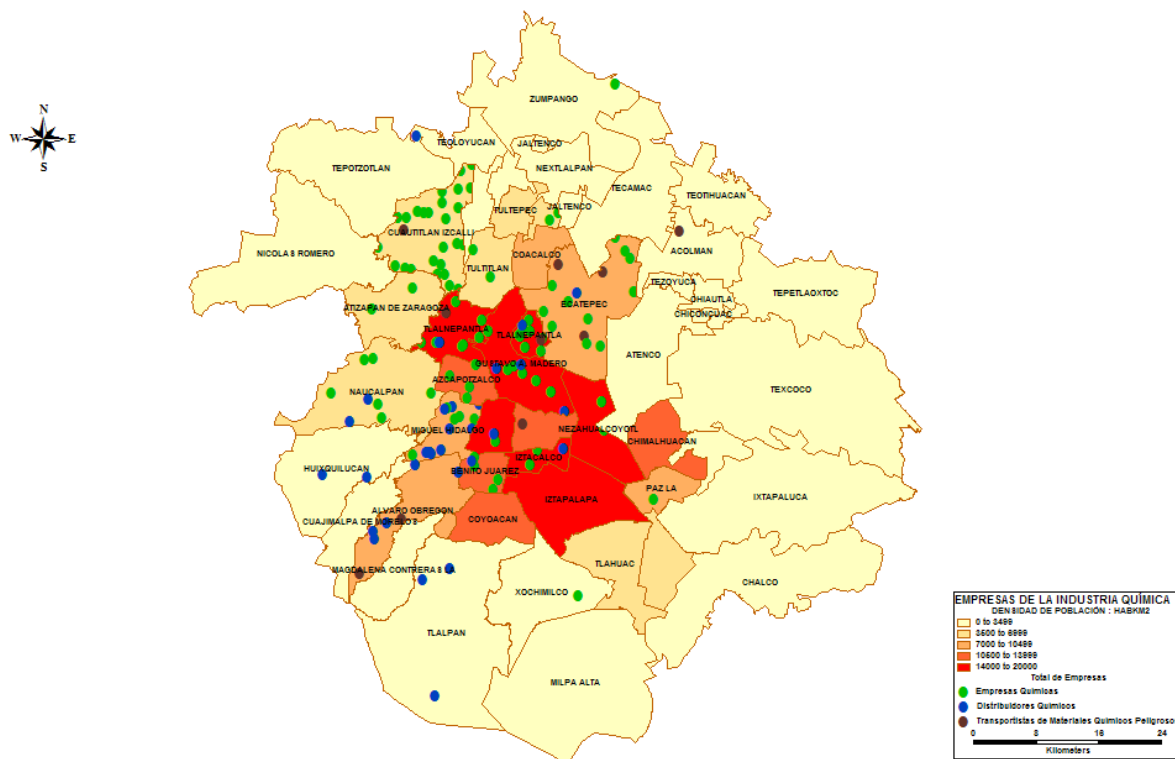 ZUMPANGO
N
W E
S
TEOLOYUCAN
JALTENCO
TEPOTZOTLAN
NEXTLALPAN
TECAMAC
TEOTIHUACAN
TULTEPEC
JALTENCO
CUAUTITLAN IZCALLI
NICOLAS ROMERO
COACALCO
ACOLMAN
TULTITLAN
TEZOYUCA
TEPETLAOXTOC
CHIAUTLA
ECATEPEC
ATIZAPAN DE ZARAGOZA
CHICONCUAC
TLALNEPANTLA
TLALNEPANTLA
ATENCO
GUSTAVO A. MADERO
AZCAPOTZALCO
TEXCOCO
NAUCALPAN
MIGUEL HIDALGO
NEZAHUALCOYOTL
CHIMALHUACAN
IZTACALCO
HUIXQUILUCAN
BENITO JUAREZ
PAZ LA
IXTAPALUCA
IZTAPALAPA
ALVARO OBREGON
CUAJIMALPA DE MORELOS
COYOACAN
TLAHUAC
MAGDALENA CONTRERAS LA
CHALCO
XOCHIMILCO
TLALPAN
MILPA ALTA
EMPRESAS DE LA INDUSTRIA QUÍMICA
DENSIDAD DE POBLACIÓN : HABKM2
0 to 3499
3500 to 6999
7000 to 10499
10500 to 13999
14000 to 20000
Total de Empresas
Empresas Quimicas
Distribuidores Quimicos
Transportistas de Materiales Quimicos Peligroso
0 8 16 24
Kilometers